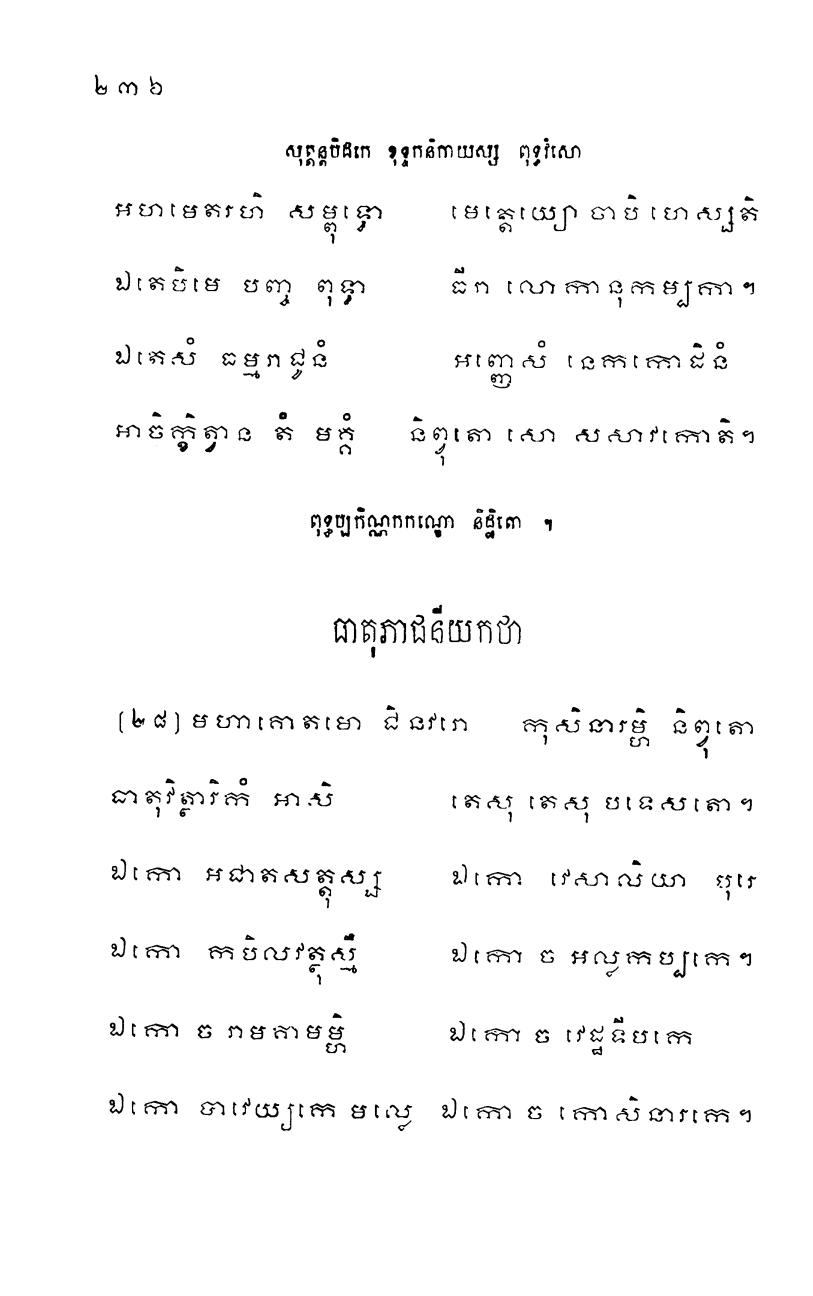 ២៣៦
សុត្តន្តបិដកេ ខុទ្ទកនិកាយស្ស ពុទ្ធវំសោ
អហមេតរហិ សម្ពុទ្ធោ មេត្តេយ្យោ ចាបិ ហេស្សតិ
ឯតេបិមេ បញ្ច ពុទ្ធា ធីរា លោកានុកម្បកា។
ឯតេសំ ធម្មរាជូនំ អញ្ញេសំ នេកកោដិនំ
អាចិក្ខិត្វាន តំ មគ្គំ និព្វុតោ សោ សសាវកោតិ។
ពុទ្ធប្បកិណ្ណកកណ្ឌោ និដ្ឋិតោ ។
ធាតុភាជនីយកថា
(២៨) មហាគោតមោ ជិនវរោ កុសិនារម្ហិ និព្វុតោ
ធាតុវិត្ថារិកំ អាសិ តេសុ តេសុ បទេសតោ។
ឯកោ អជាតសត្តុស្ស ឯកោ វេសាលិយា បុរេ
ឯកោ កបិលវត្ថុស្មឹ ឯកោ ច អល្លកប្បកេ។
ឯកោ ច រាមគាមម្ហិ ឯកោ ច វេដ្ឋទីបកេ
ឯកោ បាវេយ្យកេ មល្លេ ឯកោ ច កោសិនារកេ។